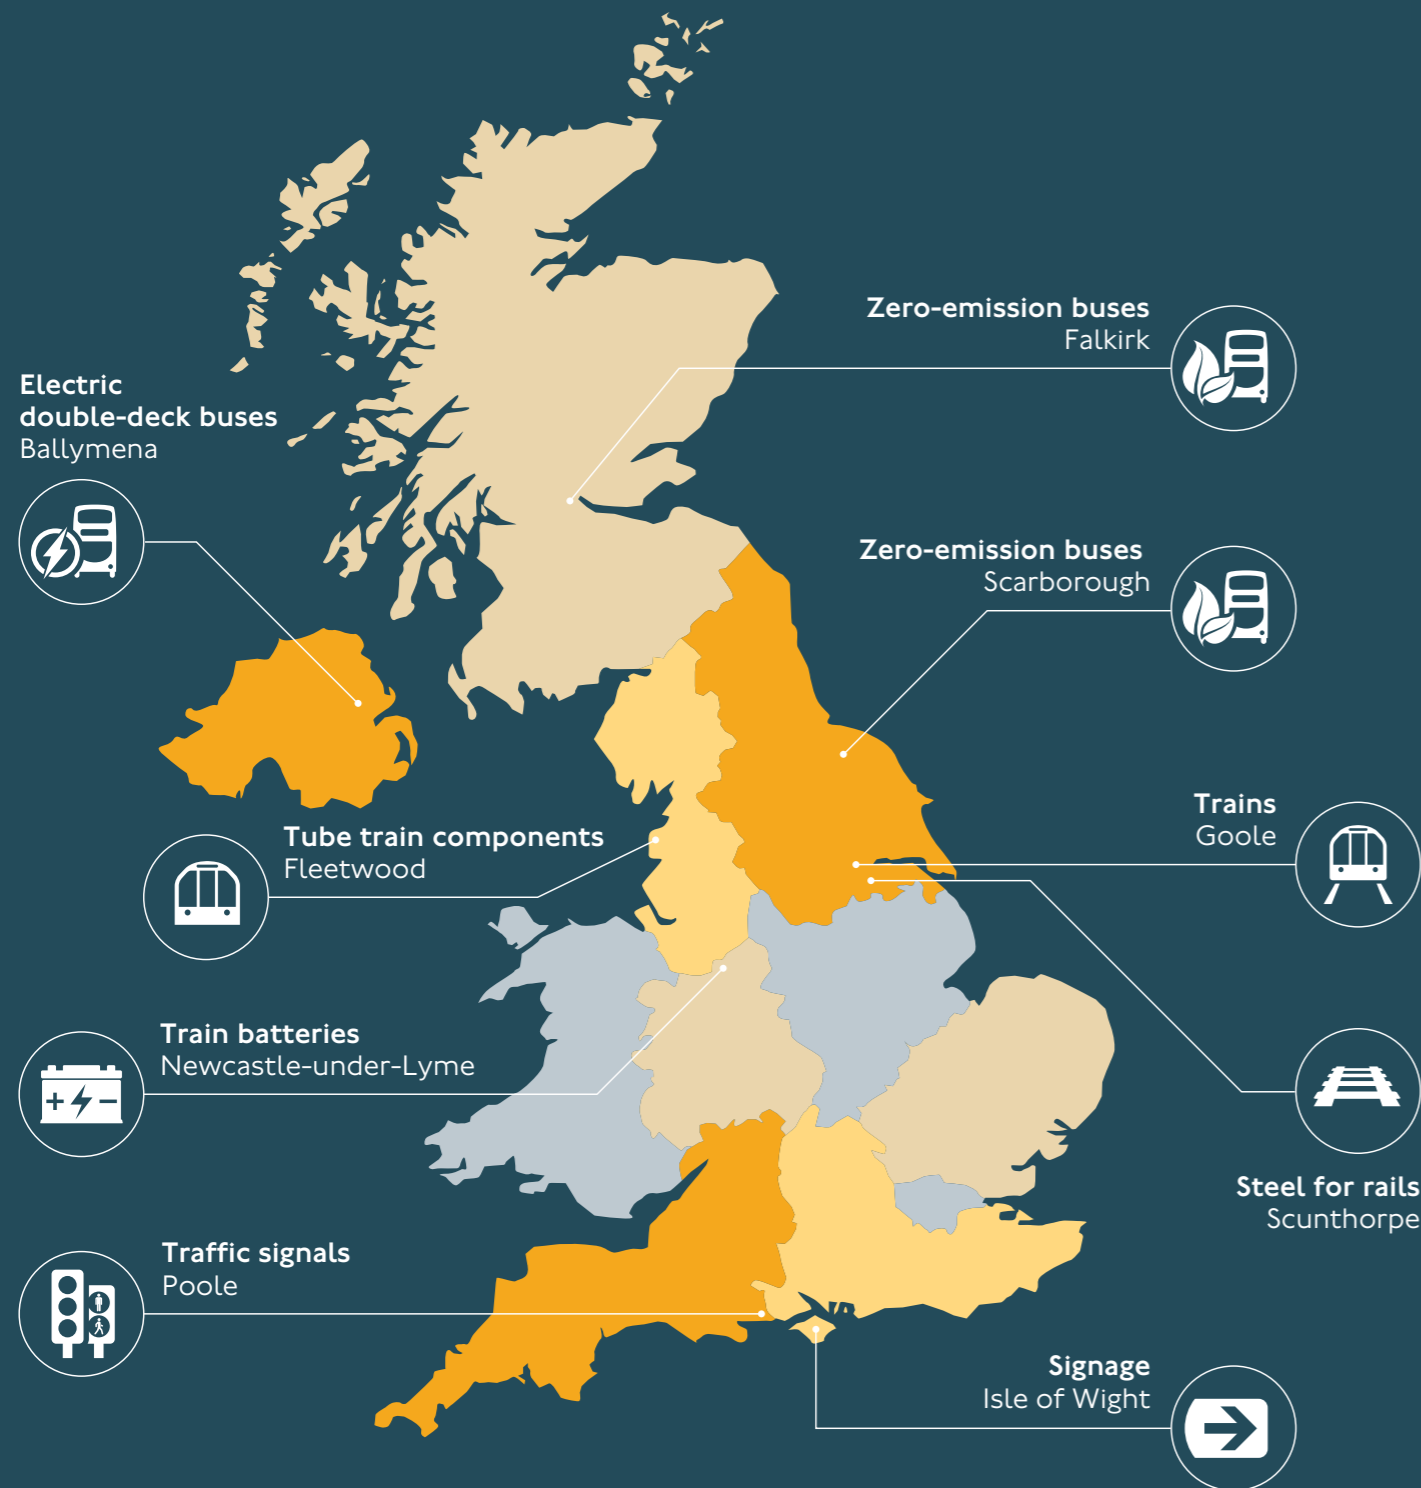 Zero-emission buses
Falkirk
Electric
double-deck buses
Ballymena
Zero-emission buses
Scarborough
Trains
Goole
Tube train components
Fleetwood
Train batteries
Newcastle-under-Lyme
Steel for rails
Scunthorpe
Traffic signals
Poole
Signage
Isle of Wight